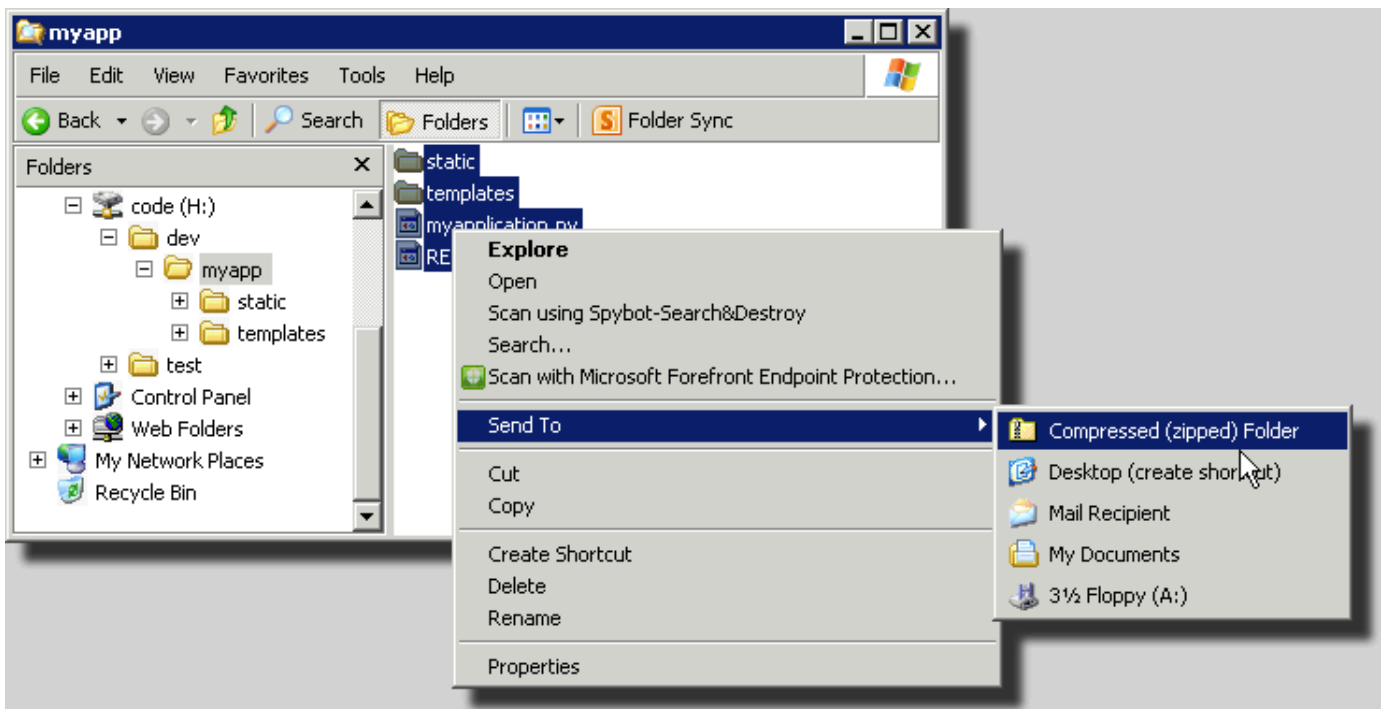 myapp
File Edit View Favorites Tools Help
Back Search Folders Folder Sync
Folders
code (H:)
dev
myapp
static
templates
test
Control Panel
Web Folders
My Network Places
Recycle Bin
static
templates
myapplication.py
RE
Explore
Open
Scan using Spybot-Search&Destroy
Search...
Scan with Microsoft Forefront Endpoint Protection...
Send To
Cut
Copy
Create Shortcut
Delete
Rename
Properties
Compressed (zipped) Folder
Desktop (create shortcut)
Mail Recipient
My Documents
3½ Floppy (A:)